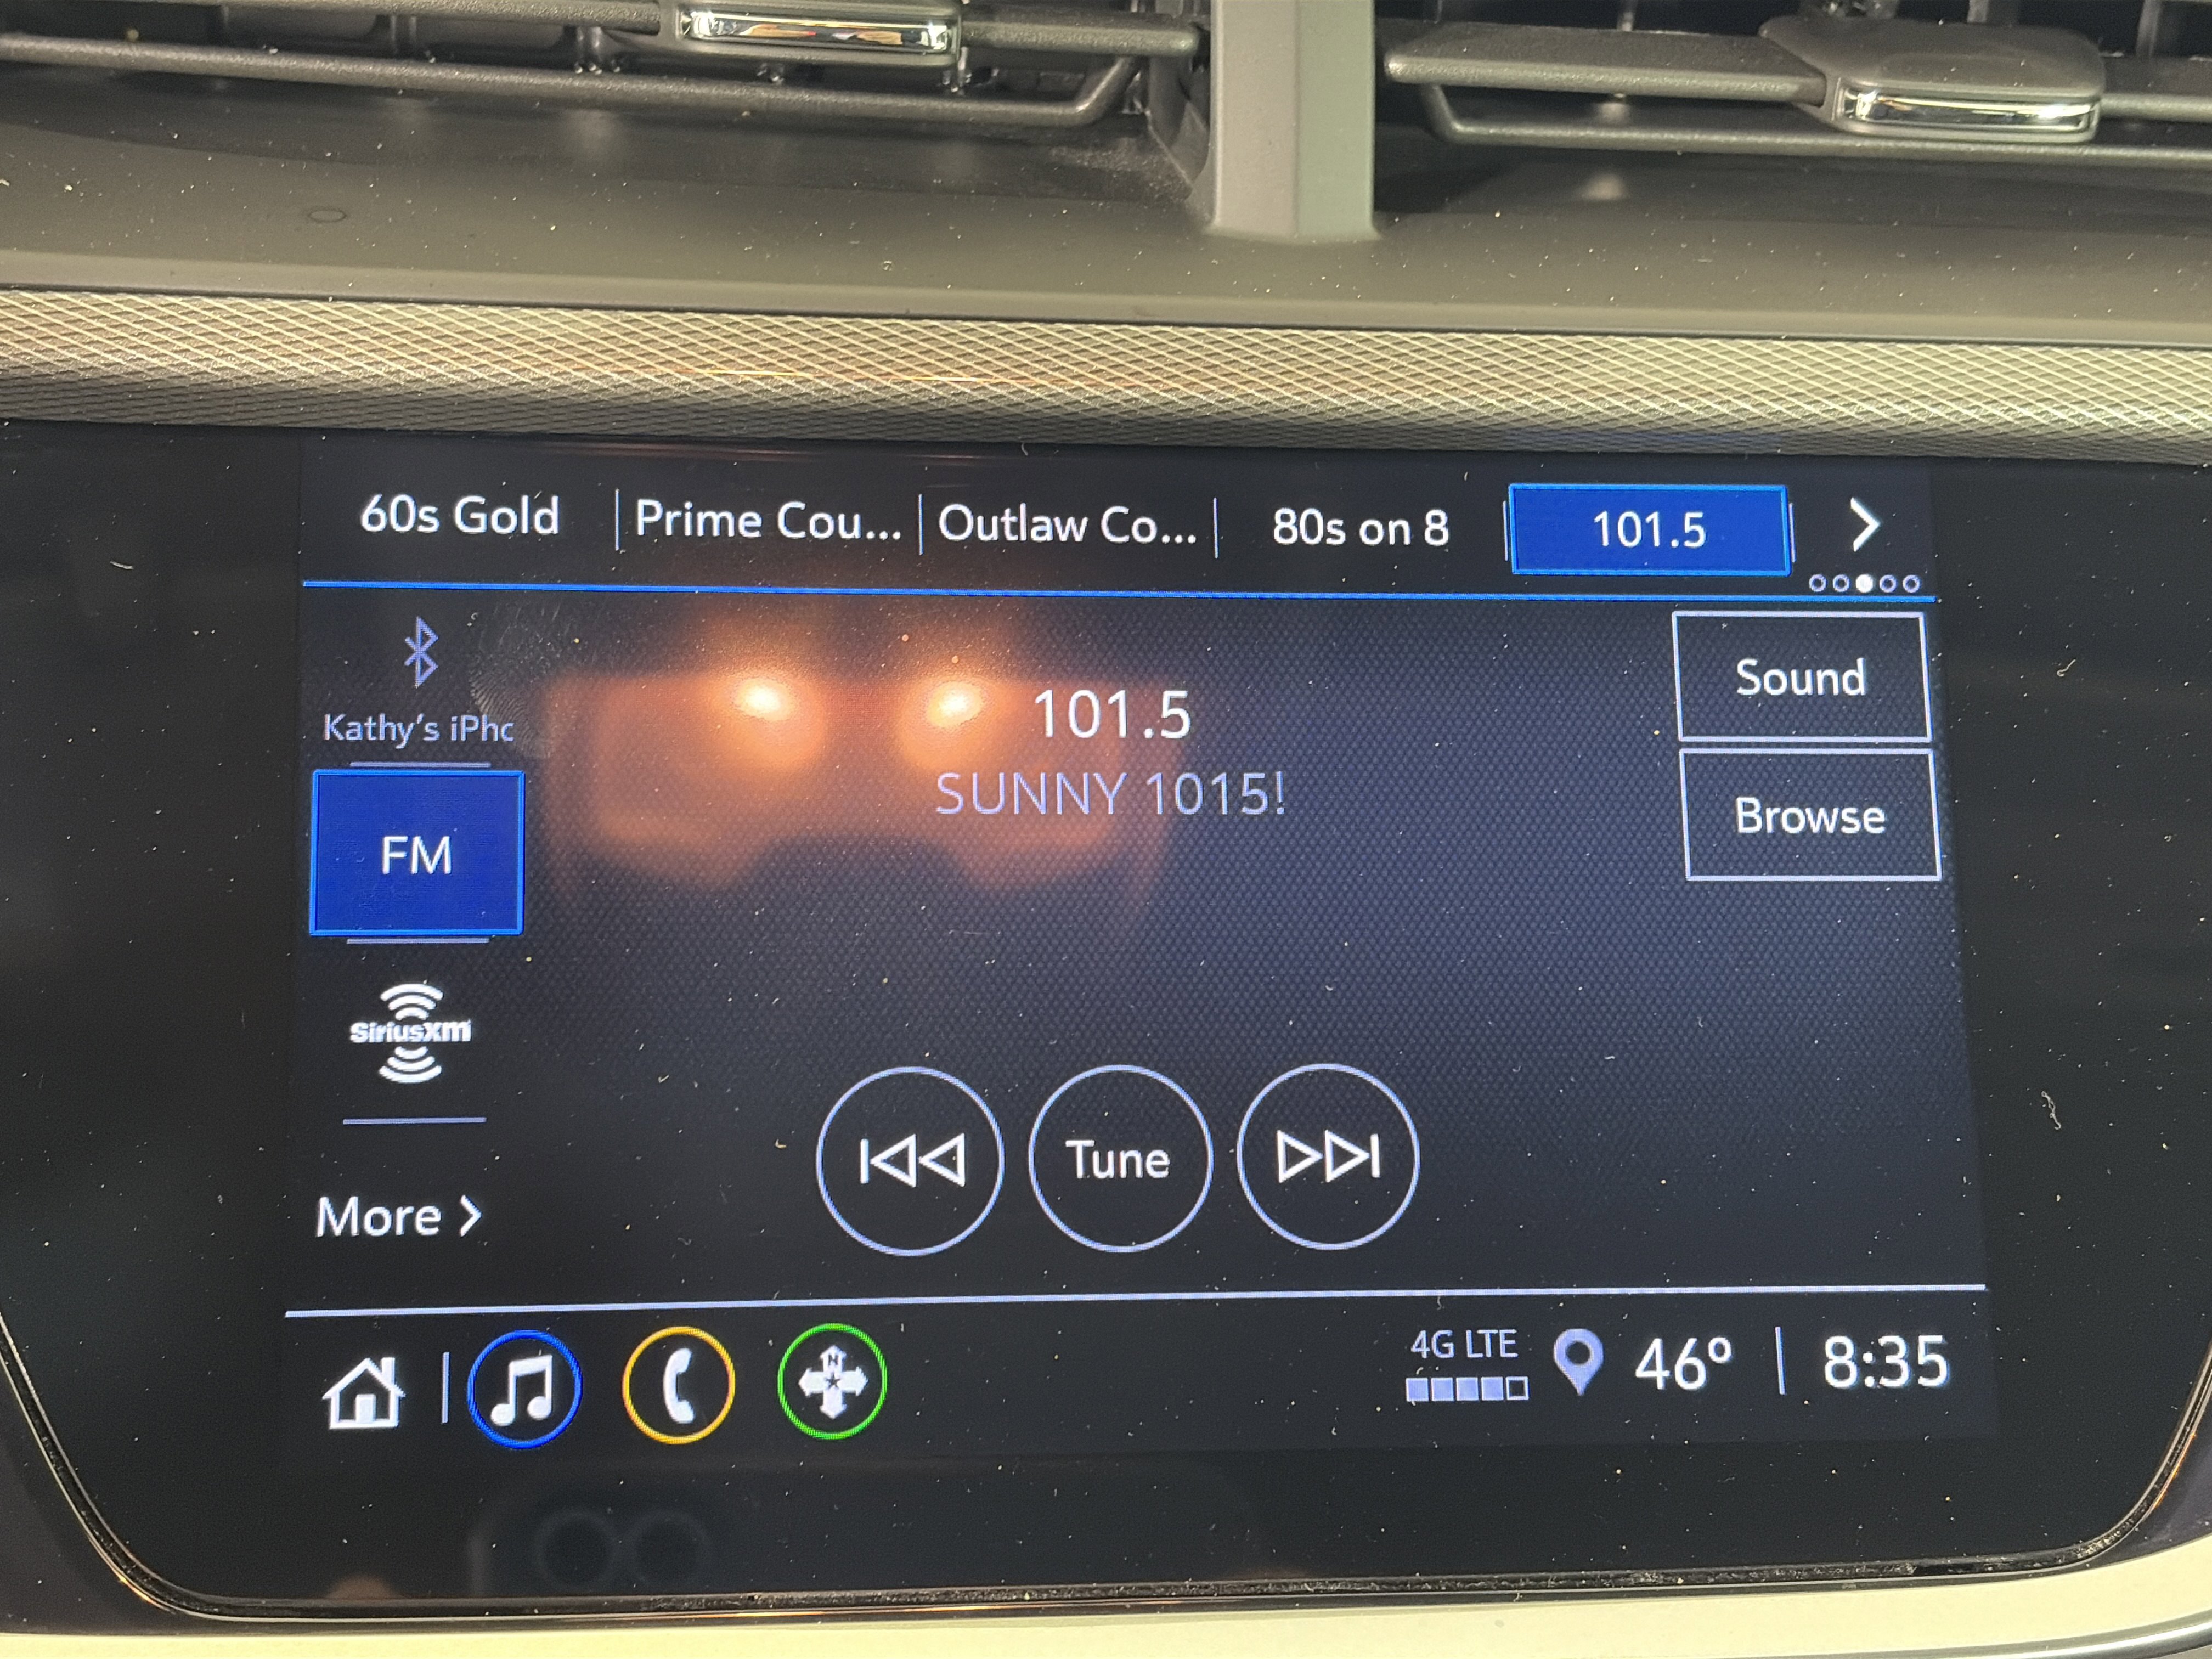 60s Gold
Prime Cou...
Outlaw Co...
80s on 8
101.5
Kathy's iPhc
FM
SiriusXM
More >
101.5
SUNNY 1015!
Sound
Browse
Tune
N
4G LTE
46°
8:35